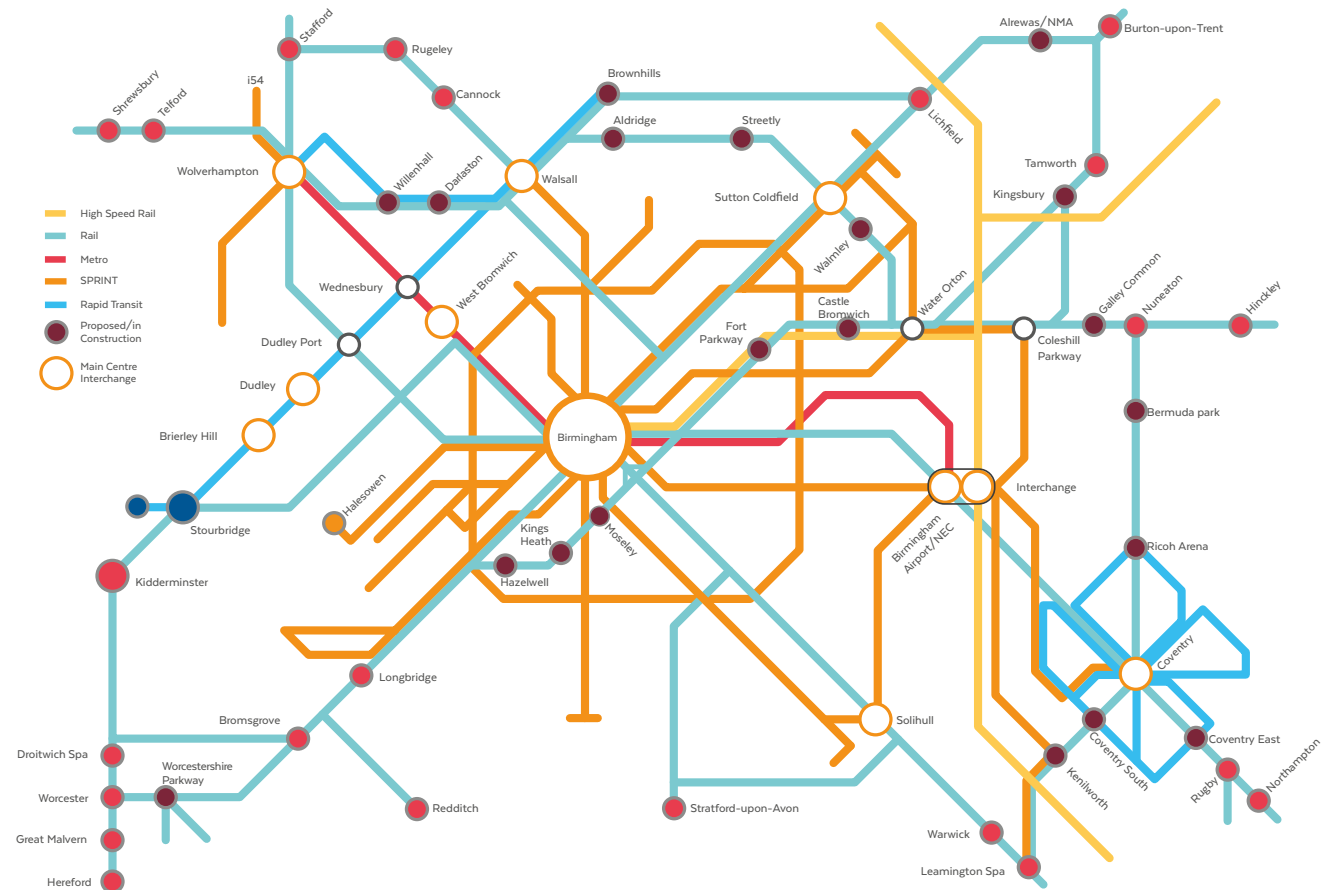 Stafford
Rugeley
Alrewas/NMA
Burton-upon-Trent
i54
Brownhills
Shrewsbury
Telford
Cannock
Lichfield
Aldridge
Streetly
Wolverhampton
Willenhall
Darlaston
Walsall
Sutton Coldfield
Tamworth
Kingsbury
High Speed Rail
Rail
Metro
SPRINT
Rapid Transit
Proposed/in
Construction
Main Centre
Interchange
Walmley
Wednesbury
West Bromwich
Water Orton
Galley Common
Nuneaton
Hinckley
Castle
Bromwich
Fort
Parkway
Coleshill
Parkway
Dudley Port
Dudley
Bermuda park
Brierley Hill
Birmingham
Halesowen
Interchange
Birmingham
Airport/NEC
Stourbridge
Kings
Heath
Moseley
Hazelwell
Ricoh Arena
Kidderminster
Coventry
Longbridge
Bromsgrove
Solihull
Coventry South
Coventry East
Droitwich Spa
Worcestershire
Parkway
Kenilworth
Rugby
Northampton
Worcester
Redditch
Stratford-upon-Avon
Great Malvern
Warwick
Leamington Spa
Hereford